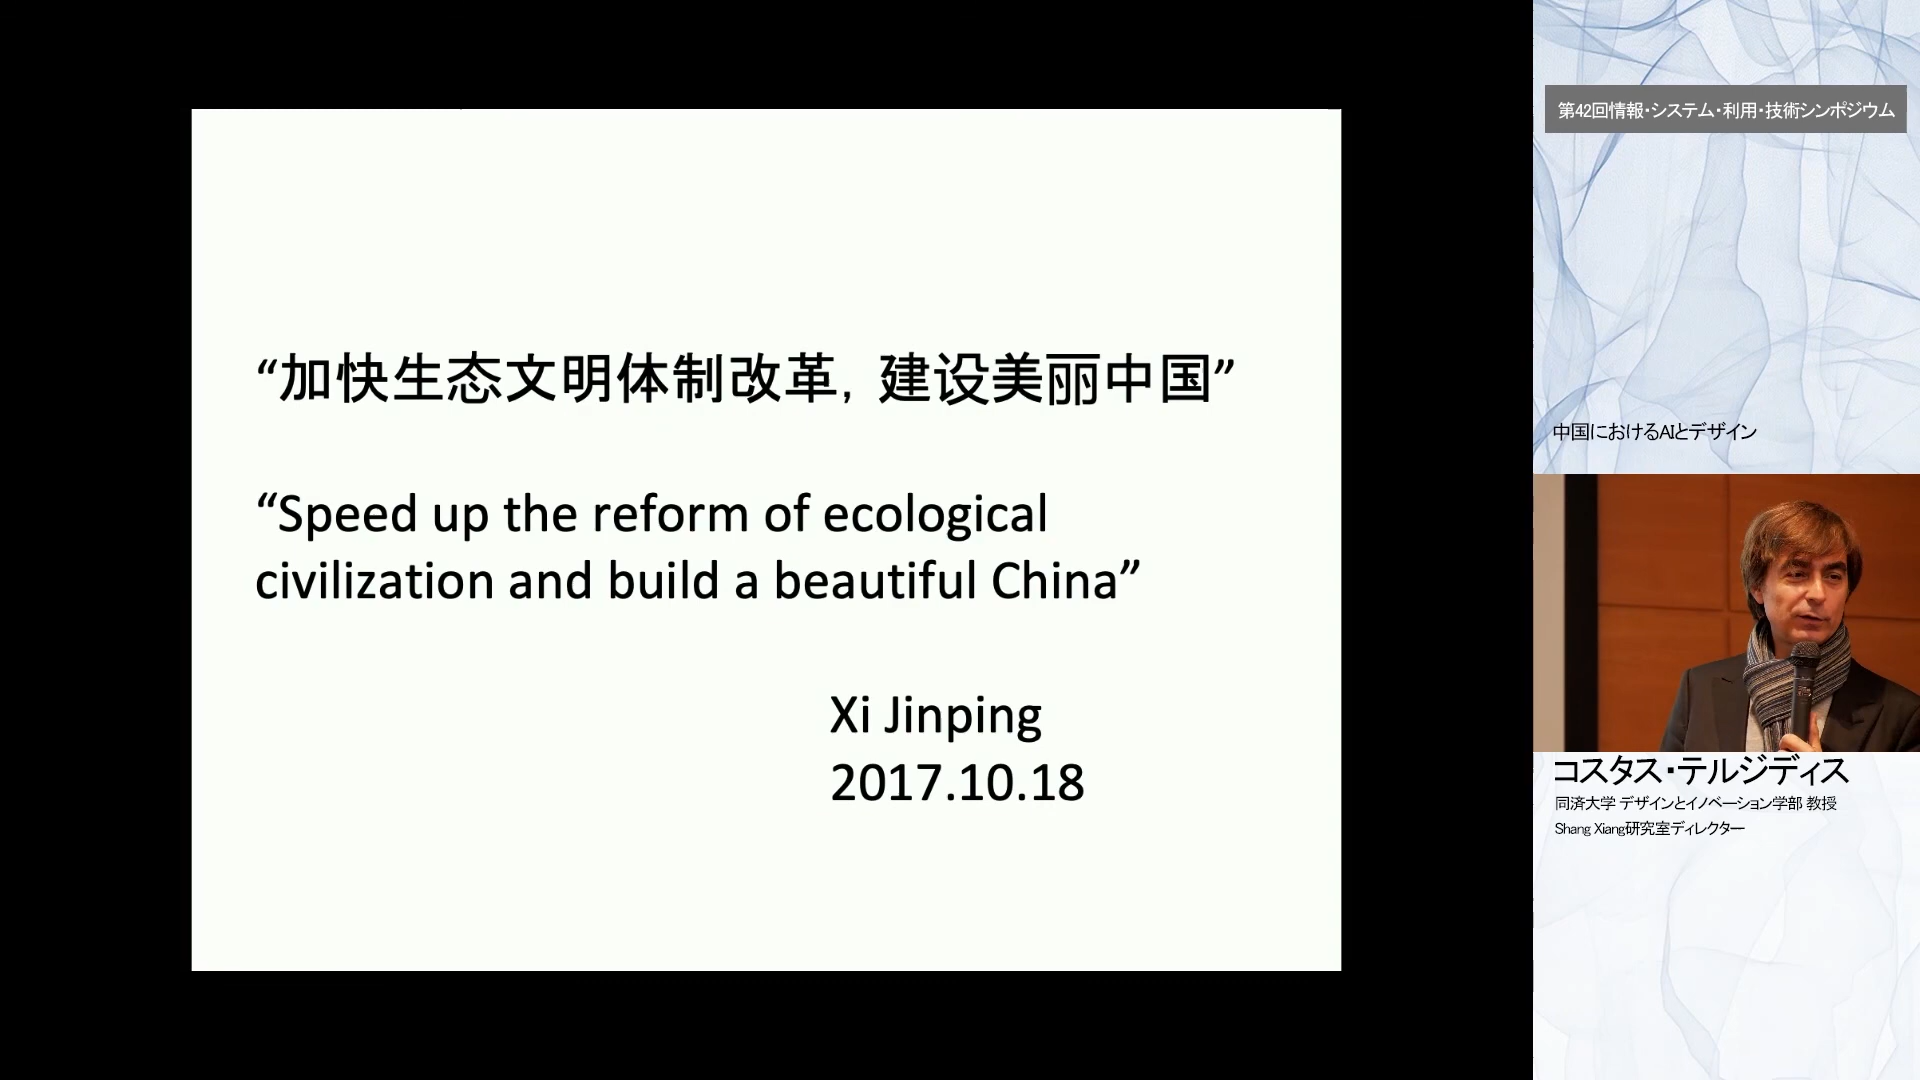 “加快生态文明体制改革，建设美丽中国”
“Speed up the reform of ecological
civilization and build a beautiful China”
Xi Jinping
2017.10.18
第42回情報・システム・利用・技術シンポジウム
中国におけるAIとデザイン
コスタス・テルジディス
同済大学 デザインとイノベーション学部 教授
Shang Xiang研究室ディレクター